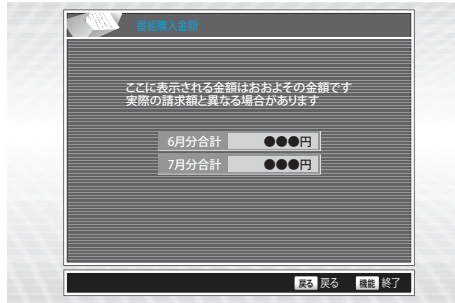 番組購入金額
ここに表示される金額はおおよその金額です
実際の請求額と異なる場合があります
6月分合計 ●●●円
7月分合計 ●●●円
戻る 戻る 機能 終了